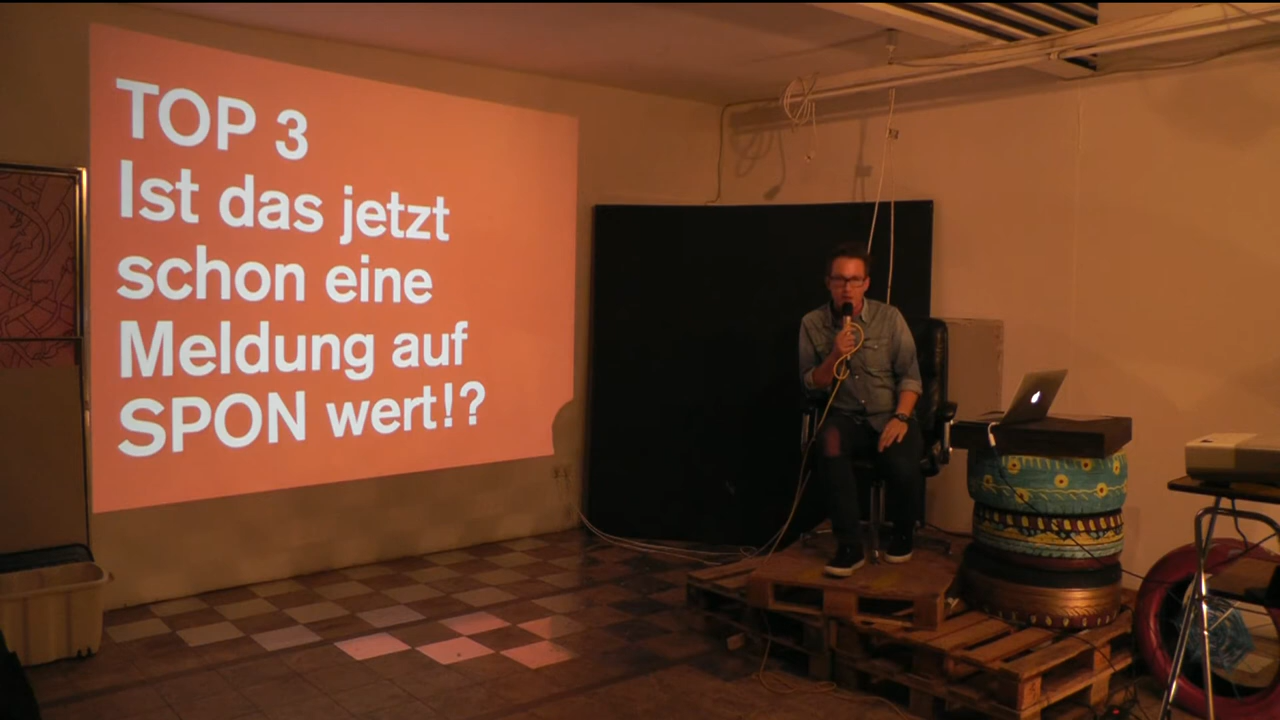 TOP 3
Ist das jetzt
schon eine
Meldung auf
SPON wert!?